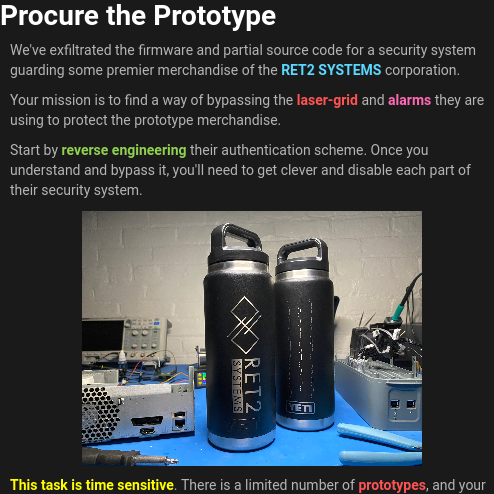 Procure the Prototype
We've exfiltrated the firmware and partial source code for a security system
guarding some premier merchandise of the RET2 SYSTEMS corporation.
Your mission is to find a way of bypassing the laser-grid and alarms they are
using to protect the prototype merchandise.
Start by reverse engineering their authentication scheme. Once you
understand and bypass it, you'll need to get clever and disable each part of
their security system.
RET2
SYSTEMS
YETI
This task is time sensitive. There is a limited number of prototypes, and your